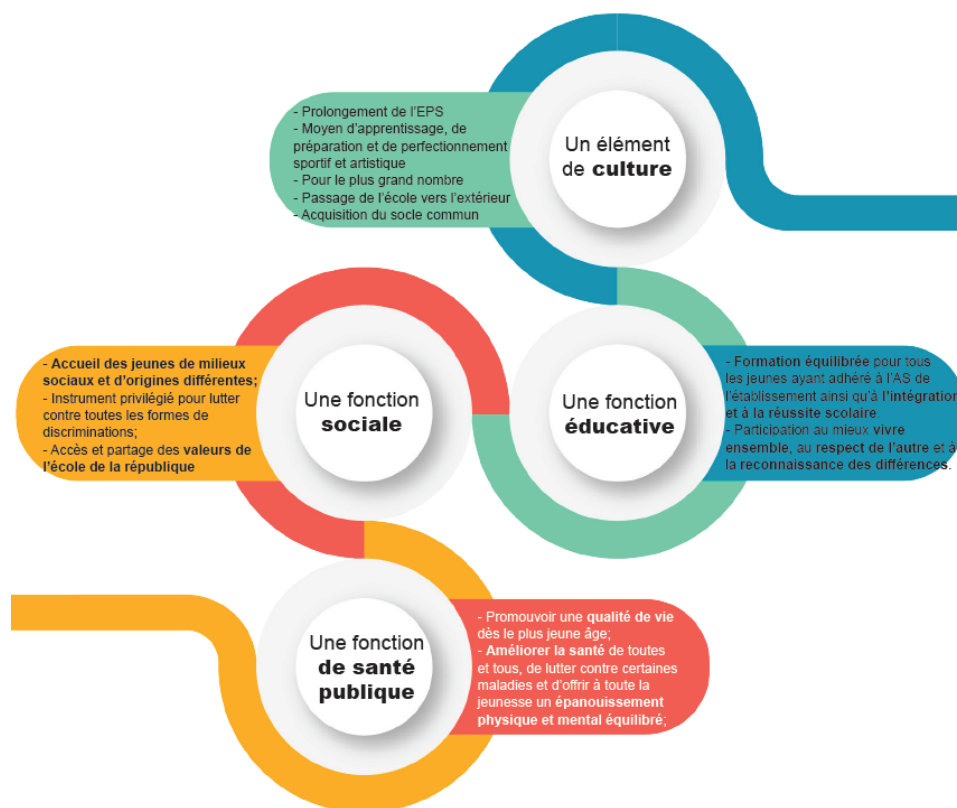 - Prolongement de l'EPS
- Moyen d'apprentissage, de
préparation et de perfectionnement
sportif et artistique
- Pour le plus grand nombre
- Passage de l'école vers l'extérieur
- Acquisition du socle commun
Un élément
de culture
- Accueil des jeunes de milieux
sociaux et d'origines différentes;
- Instrument privilégié pour lutter
contre toutes les formes de
discriminations;
- Accès et partage des valeurs de
l'école de la république
Une fonction
sociale
Une fonction
éducative
- Formation équilibrée pour tous
les jeunes ayant adhéré à l'AS de
l'établissement ainsi qu'à l'intégration
et à la réussite scolaire.
- Participation au mieux vivre
ensemble, au respect de l'autre et à
la reconnaissance des différences.
Une fonction
de santé
publique
- Promouvoir une qualité de vie
dès le plus jeune âge;
- Améliorer la santé de toutes
et tous, de lutter contre certaines
maladies et d'offrir à toute la
jeunesse un épanouissement
physique et mental équilibré;